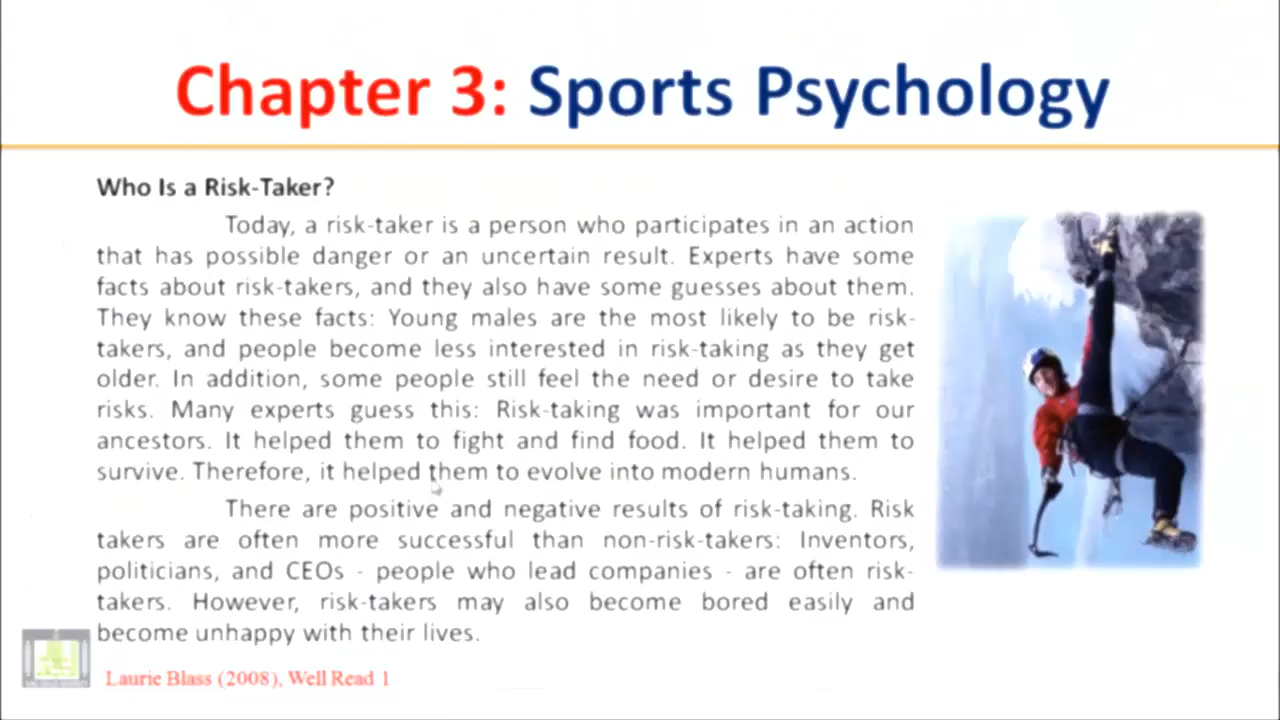 Chapter 3: Sports Psychology
Who Is a Risk-Taker?
Today, a risk-taker is a person who participates in an action
that has possible danger or an uncertain result. Experts have some
facts about risk-takers, and they also have some guesses about them.
They know these facts: Young males are the most likely to be risk-
takers, and people become less interested in risk-taking as they get
older. In addition, some people still feel the need or desire to take
risks. Many experts guess this: Risk-taking was important for our
ancestors. It helped them to fight and find food. It helped them to
survive. Therefore, it helped them to evolve into modern humans.
There are positive and negative results of risk-taking. Risk
takers are often more successful than non-risk-takers: Inventors,
politicians, and CEOs - people who lead companies - are often risk-
takers. However, risk-takers may also become bored easily and
become unhappy with their lives.
Laurie Blass (2008), Well Read 1